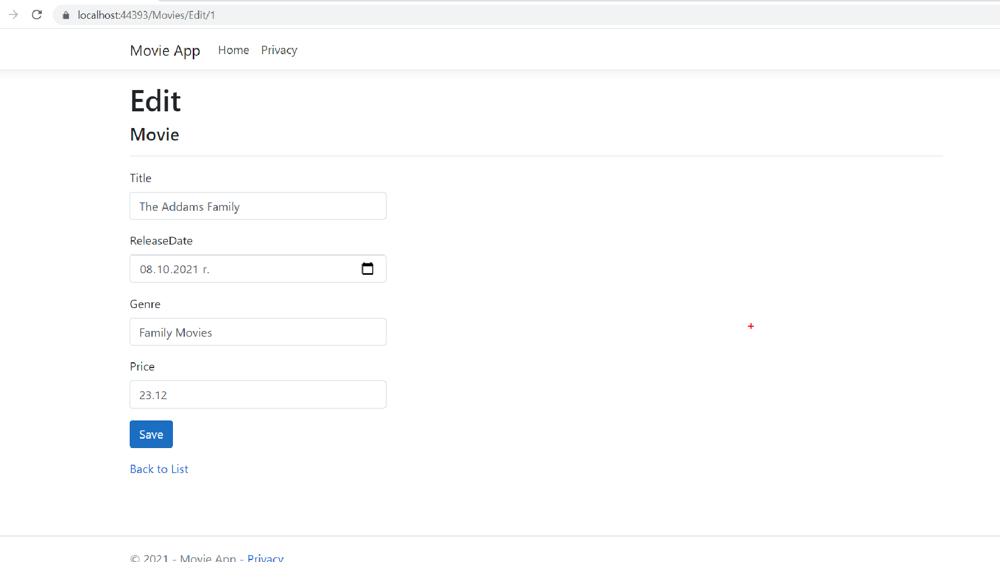 localhost:44393/Movies/Edit/1
Movie App Home Privacy
Edit
Movie
Title
The Addams Family
ReleaseDate
08.10.2021 г.
Genre
Family Movies
Price
23.12
Save
Back to List
© 2021 - Movie App - Privacy